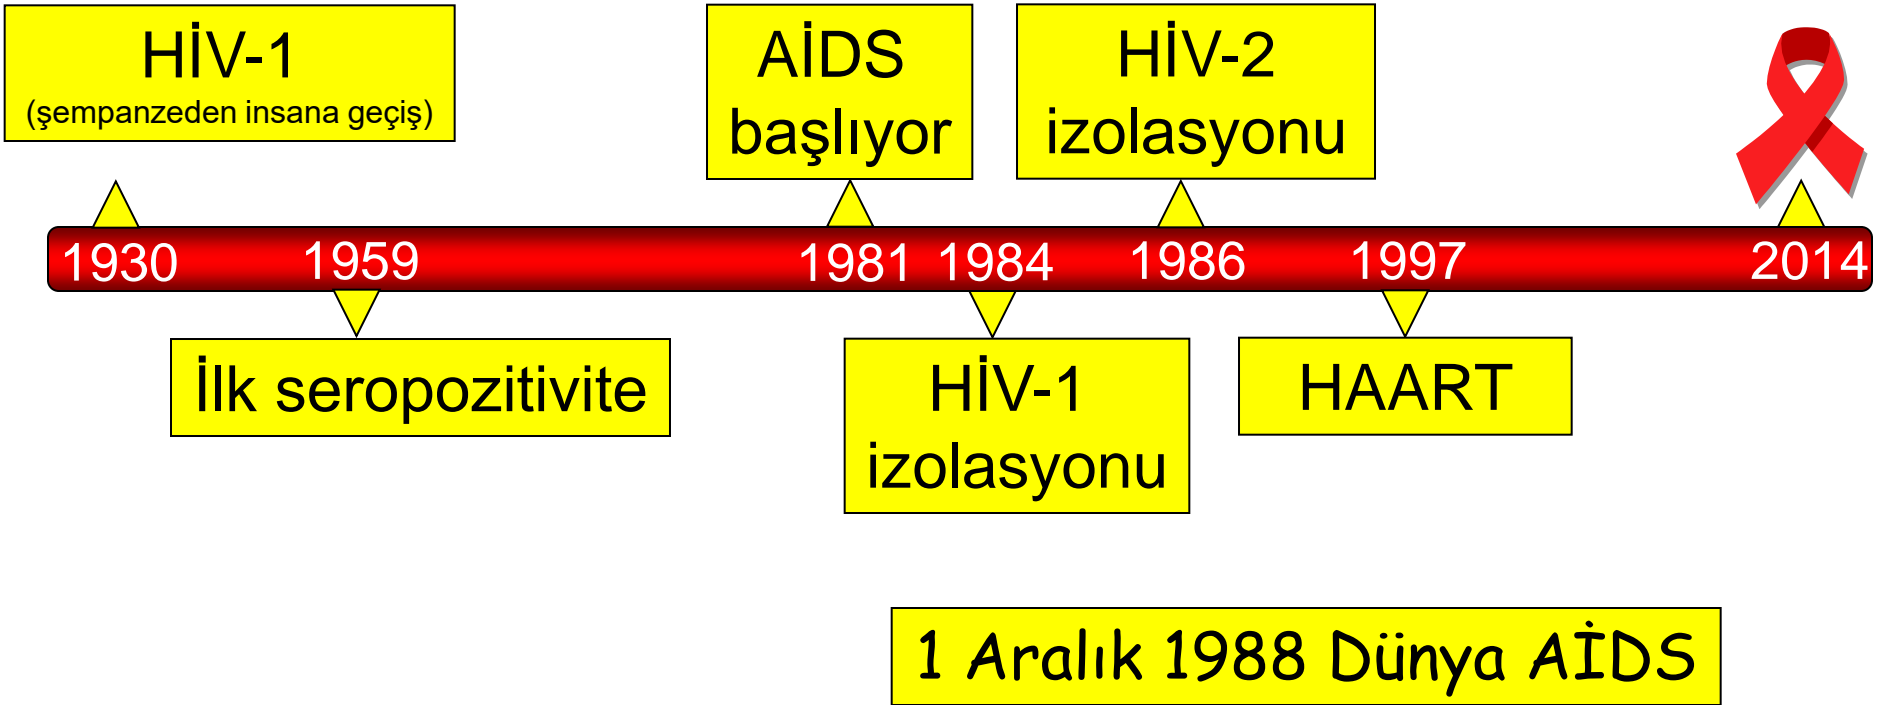 HİV-1
(şempanzeden insana geçiş)
AİDS
başlıyor
HİV-2
izolasyonu
1930 1959 1981 1984 1986 1997 2014
İlk seropozitivite
HİV-1
izolasyonu
HAART
1 Aralık 1988 Dünya AİDS